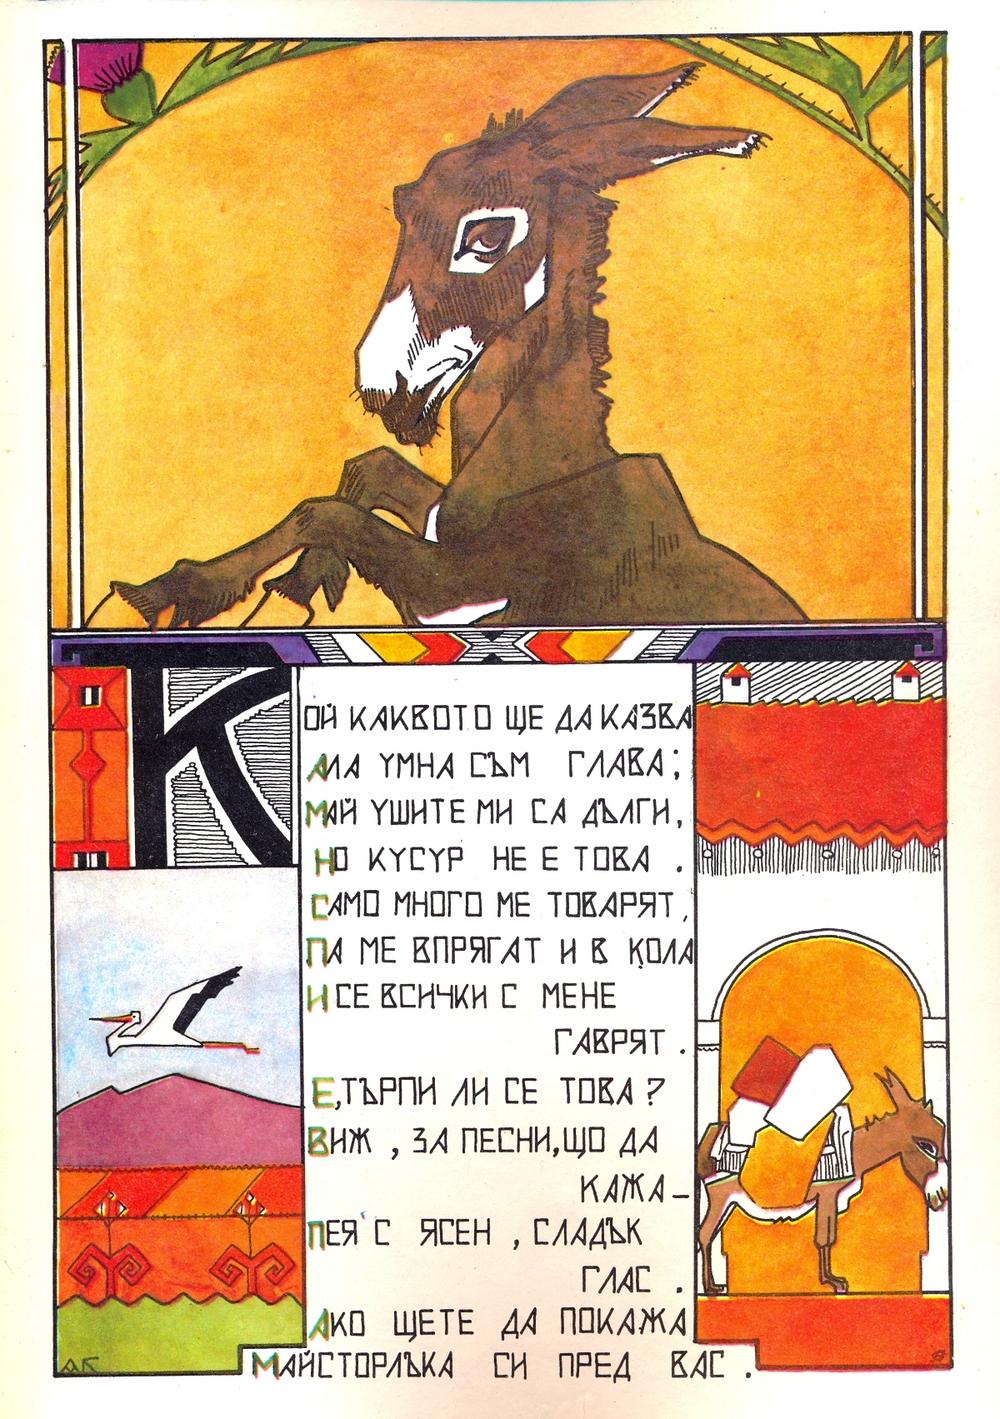 КОЙ КАКВОТО ЩЕ ДА КАЗВА
АЛА УМНА СЪМ ГЛАВА;
МАЙ УШИТЕ МИ СА ДЪЛГИ,
НО КУСУР НЕ Е ТОВА .
САМО МНОГО МЕ ТОВАРЯТ,
ПА МЕ ВПРЯГАТ И В КОЛА
И СЕ ВСИЧКИ С МЕНЕ
ГАВРЯТ .
Е,ТЪРПИ ЛИ СЕ ТОВА ?
ВИЖ , ЗА ПЕСНИ,ЩО ДА
КАЖА–
ПЕЯ С ЯСЕН , СЛАДЪК
ГЛАС .
АКО ЩЕТЕ ДА ПОКАЖА
МАЙСТОРЛЪКА СИ ПРЕД ВАС .
АК